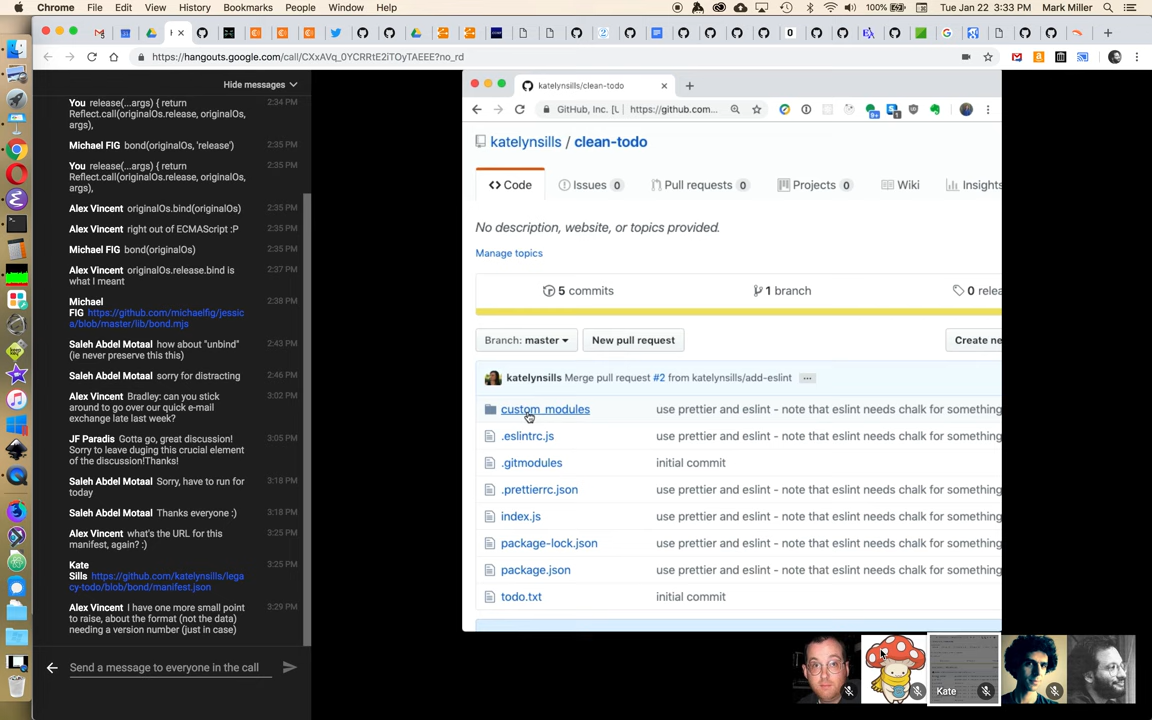 Chrome File Edit View History Bookmarks People Window Help
100% Tue Jan 22 3:33 PM Mark Miller
https://hangouts.google.com/call/CXxAVq_0YCRRtE2iTOyTAEEE?no_rd
Hide messages
You release(...args) { return
Reflect.call(originalOs.release, originalOs,
args),
2:34 PM
Michael FIG bond(originalOs, 'release')
2:35 PM
You release(...args) { return
Reflect.call(originalOs.release, originalOs,
args),
2:35 PM
Alex Vincent originalOs.bind(originalOs)
2:35 PM
Alex Vincent right out of ECMAScript :P
2:35 PM
Michael FIG bond(originalOs)
2:35 PM
Alex Vincent originalOs.release.bind is
what I meant
2:37 PM
Michael
FIG https://github.com/michaelfig/jessic
a/blob/master/lib/bond.mjs
2:38 PM
Saleh Abdel Motaal how about "unbind"
(ie never preserve this this)
2:43 PM
Saleh Abdel Motaal sorry for distracting
2:46 PM
Alex Vincent Bradley: can you stick
around to go over our quick e-mail
exchange late last week?
3:02 PM
JF Paradis Gotta go, great discussion!
Sorry to leave duging this crucial element
of the discussion!Thanks!
3:05 PM
Saleh Abdel Motaal Sorry, have to run for
today
3:18 PM
Saleh Abdel Motaal Thanks everyone :)
3:18 PM
Alex Vincent what's the URL for this
manifest, again? :)
3:25 PM
Kate
Sills https://github.com/katelynsills/lega
cy-todo/blob/bond/manifest.json
3:25 PM
Alex Vincent I have one more small point
to raise, about the format (not the data)
needing a version number (just in case)
3:29 PM
Send a message to everyone in the call
katelynsills/clean-todo
GitHub, Inc. [U https://github.com...
katelynsills / clean-todo
Code Issues 0 Pull requests 0 Projects 0 Wiki Insights
No description, website, or topics provided.
Manage topics
5 commits 1 branch 0 relea
Branch: master New pull request Create ne
katelynsills Merge pull request #2 from katelynsills/add-eslint ...
custom_modules use prettier and eslint - note that eslint needs chalk for something
.eslintrc.js use prettier and eslint - note that eslint needs chalk for something
.gitmodules initial commit
.prettierrc.json use prettier and eslint - note that eslint needs chalk for something
index.js use prettier and eslint - note that eslint needs chalk for something
package-lock.json use prettier and eslint - note that eslint needs chalk for something
package.json use prettier and eslint - note that eslint needs chalk for something
todo.txt initial commit
Kate